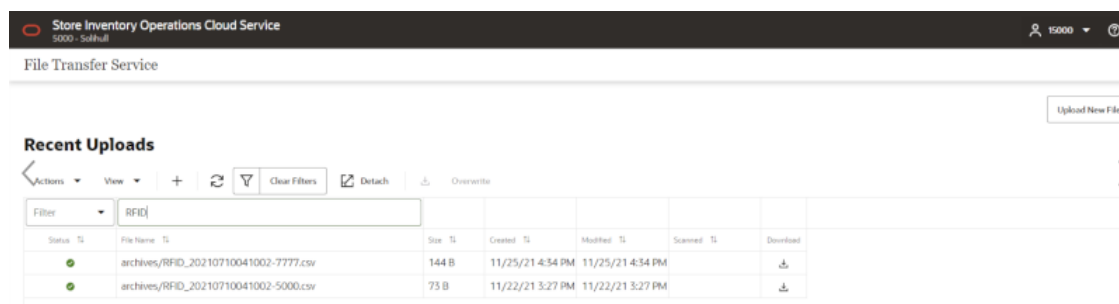 Store Inventory Operations Cloud Service
5000 - Solihull
15000
File Transfer Service
Upload New File
Recent Uploads
Actions View Clear Filters Detach Overwrite
Filter RFID
Status File Name Size Created Modified Scanned Download
archives/RFID_20210710041002-7777.csv 144 B 11/25/21 4:34 PM 11/25/21 4:34 PM
archives/RFID_20210710041002-5000.csv 73 B 11/22/21 3:27 PM 11/22/21 3:27 PM